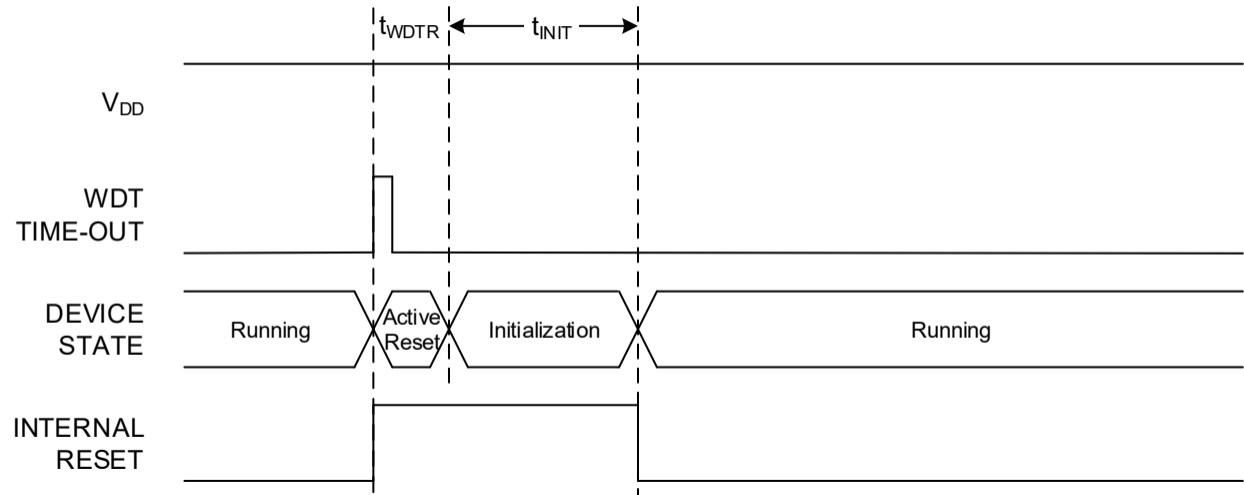 tWDTR
tINIT
VDD
WDT
TIME-OUT
DEVICE
STATE
Running
Active
Reset
Initialization
Running
INTERNAL
RESET